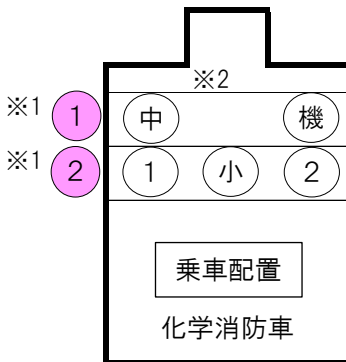 ※2
※1 1 中 機
※1 2 1 小 2
乗車配置
化学消防車